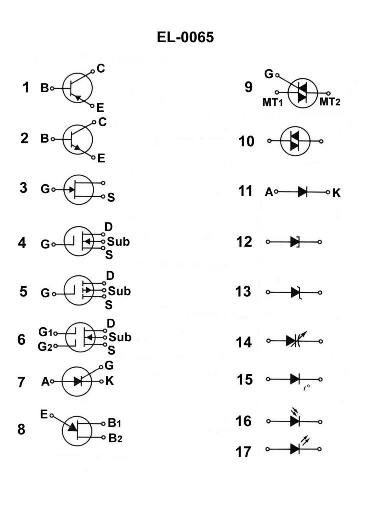 EL-0065
1 B C E
2 B C E
3 G S
4 G D Sub S
5 G D Sub S
6 G1 G2 D Sub S
7 A G K
8 E B1 B2
9 G MT1 MT2
10
11 A K
12
13
14
15 t°
16
17